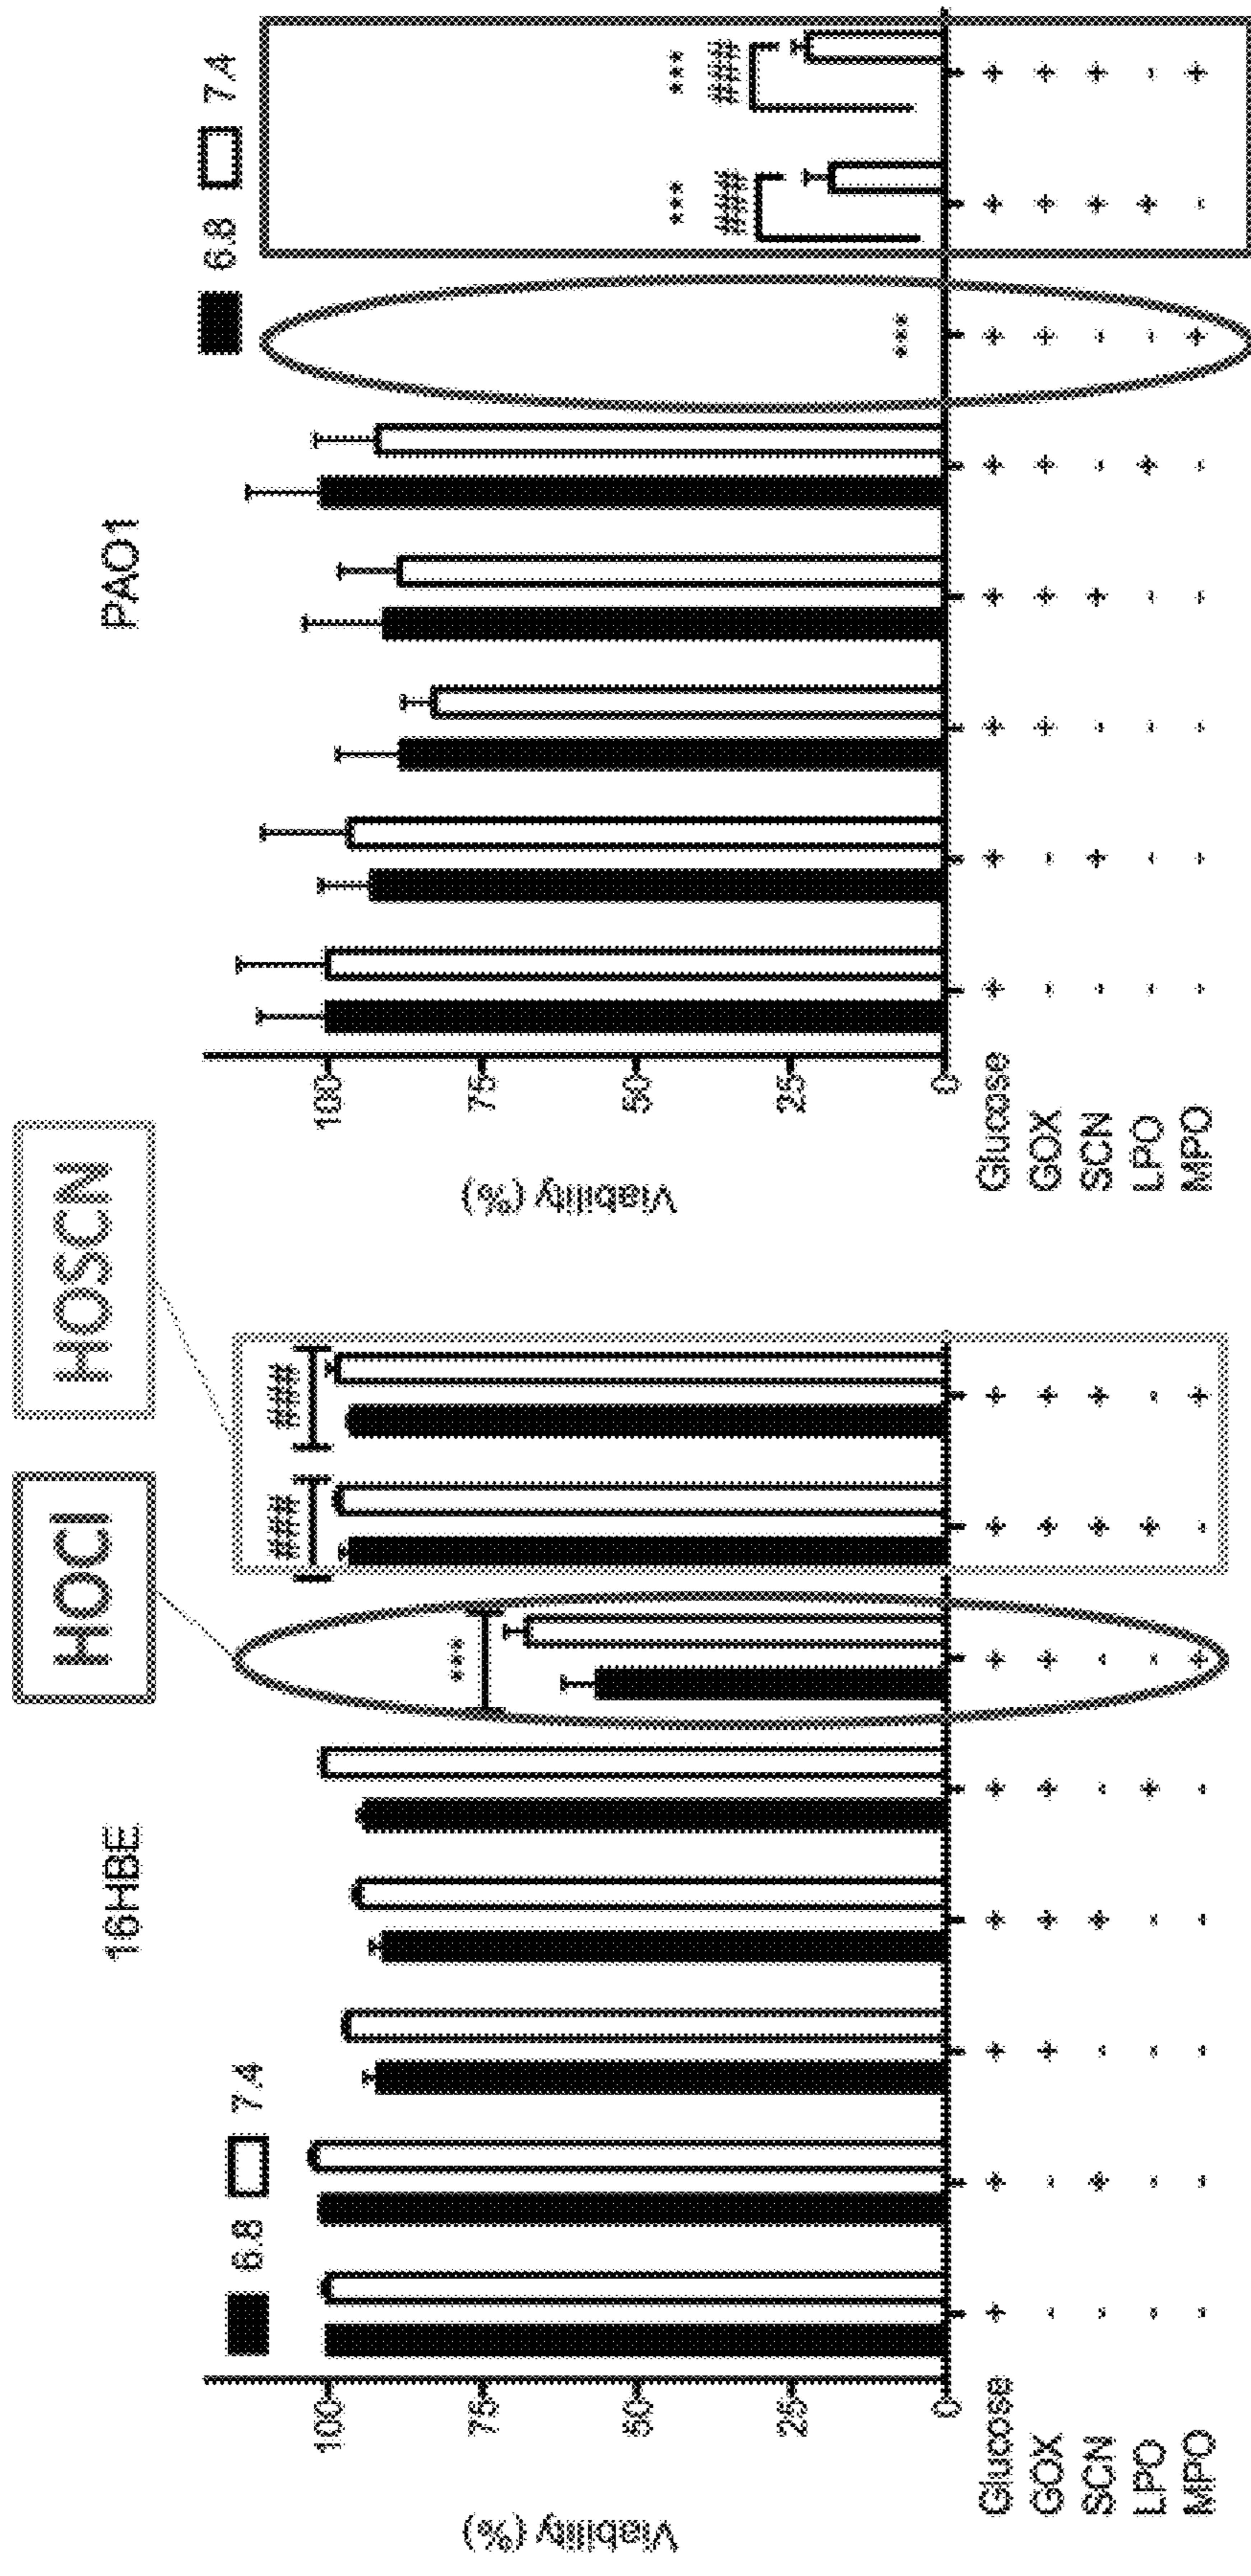 HOCl
HOSCN
16HBE
6.8 7.4
Viability (%)
100
75
50
25
0
***
###
###
Glucose + + + + + + + +
GOX - - + + + + + +
SCN - + - + - - + +
LPO - - - - + - + -
MPO - - - - - + - +
PAO1
6.8 7.4
Viability (%)
100
75
50
25
0
***
***
###
***
###
Glucose + + + + + + + +
GOX - - + + + + + +
SCN - + - + - - + +
LPO - - - - + - + -
MPO - - - - - + - +